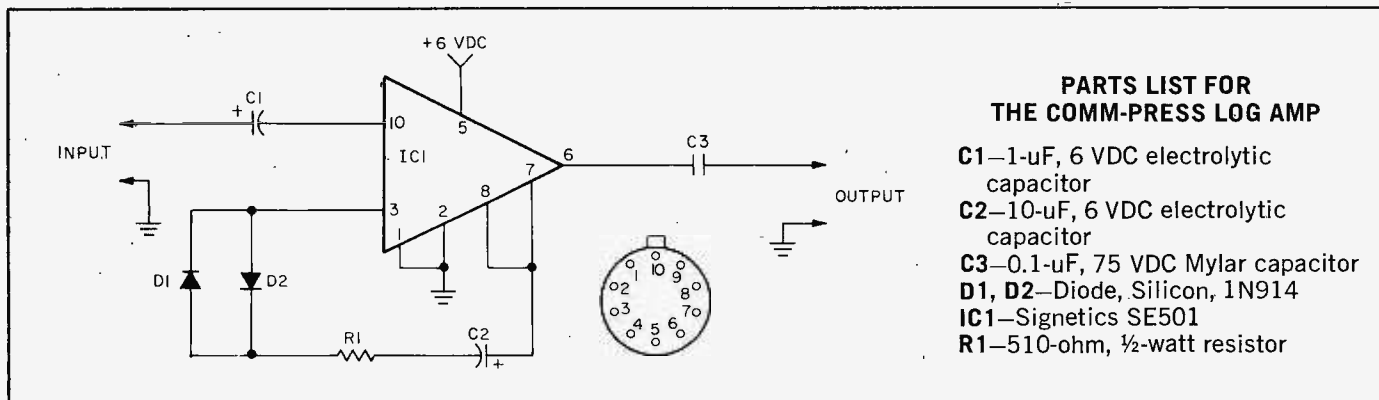 +6 VDC
C1
+
10
5
INPUT
IC1
C3
6
7
OUTPUT
3
8
2
1
D1
D2
R1
C2
+
10
1
9
2
8
3
7
4
6
5
PARTS LIST FOR
THE COMM-PRESS LOG AMP
C1—1-uF, 6 VDC electrolytic
capacitor
C2—10-uF, 6 VDC electrolytic
capacitor
C3—0.1-uF, 75 VDC Mylar capacitor
D1, D2—Diode, Silicon, 1N914
IC1—Signetics SE501
R1—510-ohm, ½-watt resistor